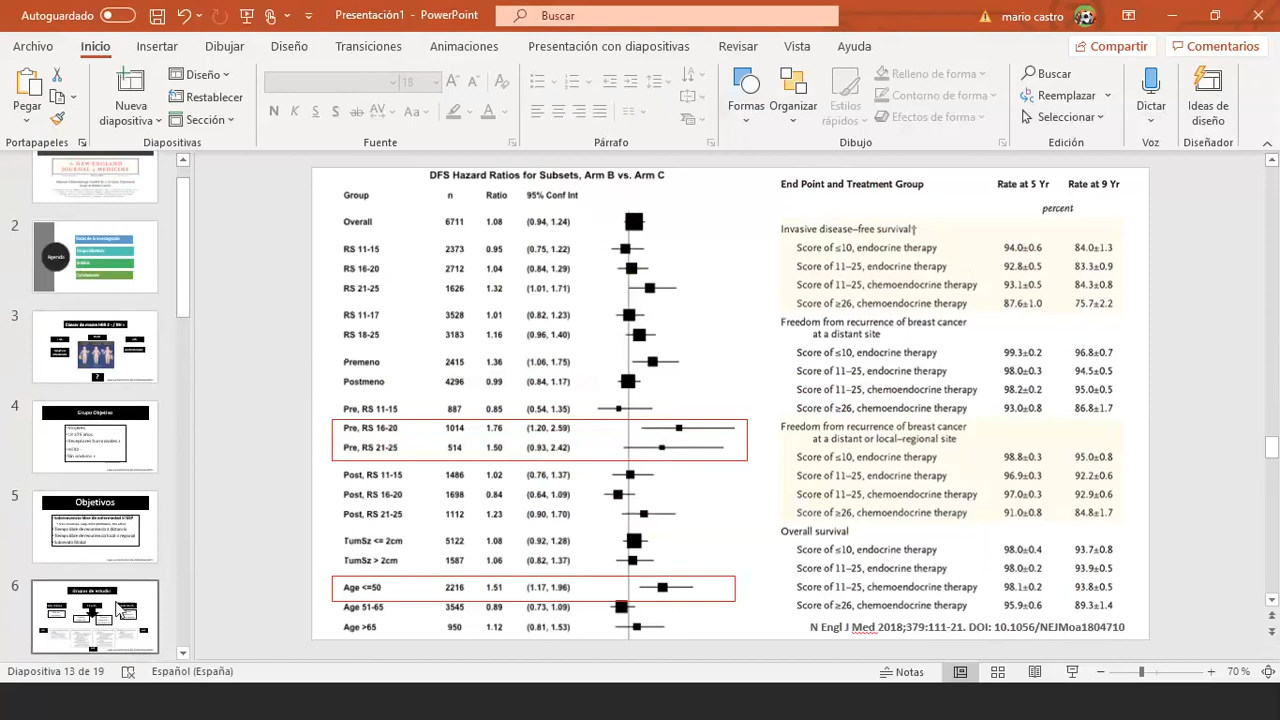 Autoguardado
Presentación1 - PowerPoint
Buscar
mario castro
Archivo Inicio Insertar Dibujar Diseño Transiciones Animaciones Presentación con diapositivas Revisar Vista Ayuda
Compartir Comentarios
Pegar
Nueva
diapositiva
Diseño
Restablecer
Sección
18
Formas
Organizar
Estilos
rápidos
Relleno de forma
Contorno de forma
Efectos de forma
Buscar
Reemplazar
Seleccionar
Dictar
Ideas de
diseño
Portapapeles Diapositivas Fuente Párrafo Dibujo Edición Voz Diseñador
2
Agenda
3
4
Grupo Objetivo
5
Objetivos
6
Grupos de estudio
DFS Hazard Ratios for Subsets, Arm B vs. Arm C
Group n Ratio 95% Conf Int
Overall 6711 1.08 (0.94, 1.24)
RS 11-15 2373 0.95 (0.75, 1.22)
RS 16-20 2712 1.04 (0.84, 1.29)
RS 21-25 1626 1.32 (1.01, 1.71)
RS 11-17 3528 1.01 (0.82, 1.23)
RS 18-25 3183 1.16 (0.96, 1.40)
Premeno 2415 1.36 (1.06, 1.75)
Postmeno 4296 0.99 (0.84, 1.17)
Pre, RS 11-15 887 0.85 (0.54, 1.35)
Pre, RS 16-20 1014 1.76 (1.20, 2.59)
Pre, RS 21-25 514 1.50 (0.93, 2.42)
Post, RS 11-15 1486 1.02 (0.76, 1.37)
Post, RS 16-20 1698 0.84 (0.64, 1.09)
Post, RS 21-25 1112 1.23 (0.90, 1.70)
TumSz <= 2cm 5122 1.08 (0.92, 1.28)
TumSz > 2cm 1587 1.06 (0.82, 1.37)
Age <=50 2216 1.51 (1.17, 1.96)
Age 51-65 3545 0.89 (0.73, 1.09)
Age >65 950 1.12 (0.81, 1.53)
End Point and Treatment Group Rate at 5 Yr Rate at 9 Yr
percent
Invasive disease–free survival†
Score of ≤10, endocrine therapy 94.0±0.6 84.0±1.3
Score of 11–25, endocrine therapy 92.8±0.5 83.3±0.9
Score of 11–25, chemoendocrine therapy 93.1±0.5 84.3±0.8
Score of ≥26, chemoendocrine therapy 87.6±1.0 75.7±2.2
Freedom from recurrence of breast cancer
at a distant site
Score of ≤10, endocrine therapy 99.3±0.2 96.8±0.7
Score of 11–25, endocrine therapy 98.0±0.3 94.5±0.5
Score of 11–25, chemoendocrine therapy 98.2±0.2 95.0±0.5
Score of ≥26, chemoendocrine therapy 93.0±0.8 86.8±1.7
Freedom from recurrence of breast cancer
at a distant or local–regional site
Score of ≤10, endocrine therapy 98.8±0.3 95.0±0.8
Score of 11–25, endocrine therapy 96.9±0.3 92.2±0.6
Score of 11–25, chemoendocrine therapy 97.0±0.3 92.9±0.6
Score of ≥26, chemoendocrine therapy 91.0±0.8 84.8±1.7
Overall survival
Score of ≤10, endocrine therapy 98.0±0.4 93.7±0.8
Score of 11–25, endocrine therapy 98.0±0.2 93.9±0.5
Score of 11–25, chemoendocrine therapy 98.1±0.2 93.8±0.5
Score of ≥26, chemoendocrine therapy 95.9±0.6 89.3±1.4
N Engl J Med 2018;379:111-21. DOI: 10.1056/NEJMoa1804710
Diapositiva 13 de 19 Español (España) Notas 70 %